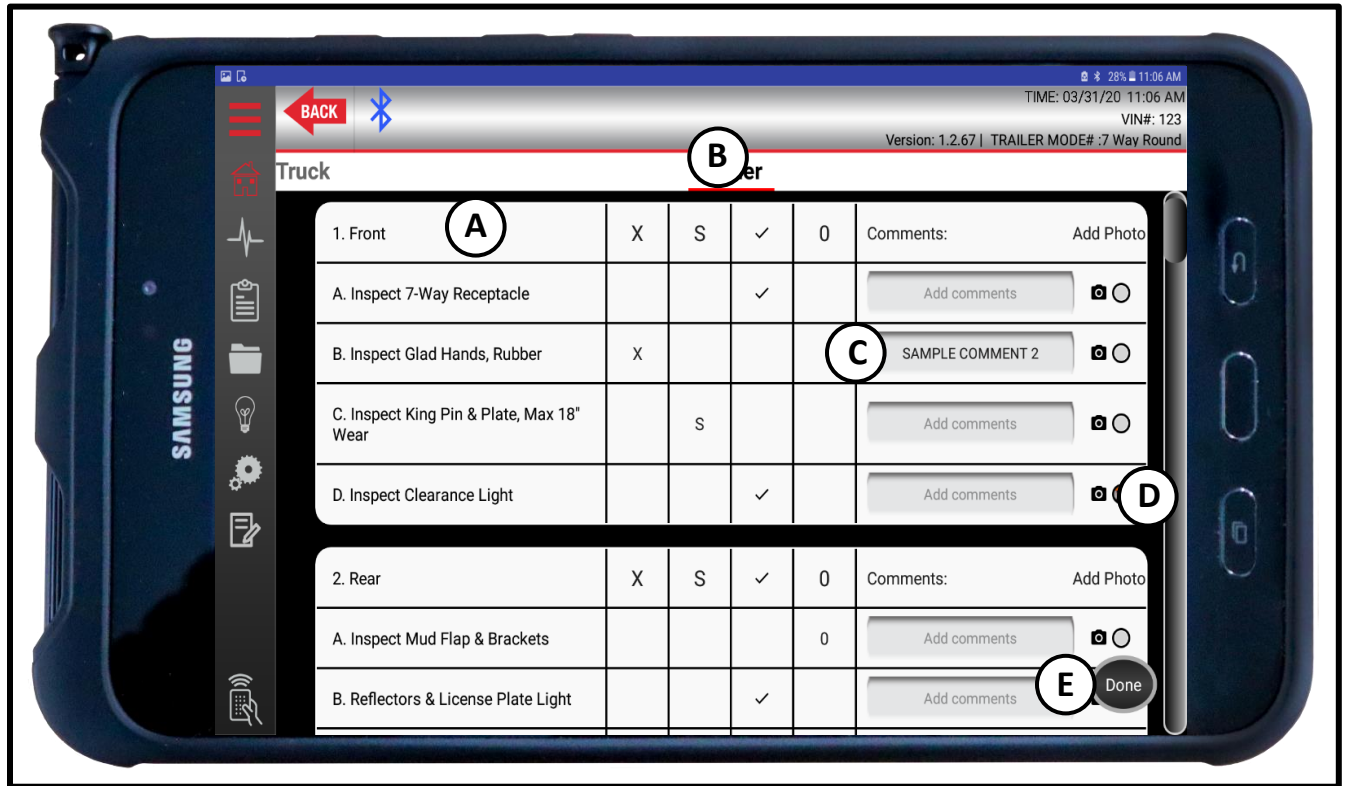 28% 11:06 AM
TIME: 03/31/20 11:06 AM
BACK
VIN#: 123
Version: 1.2.67 | TRAILER MODE# :7 Way Round
B
Truck er
A
1. Front X S ✓ 0 Comments: Add Photo
A. Inspect 7-Way Receptacle ✓ Add comments
B. Inspect Glad Hands, Rubber X C SAMPLE COMMENT 2
C. Inspect King Pin & Plate, Max 18"
Wear S Add comments
D. Inspect Clearance Light ✓ Add comments D
2. Rear X S ✓ 0 Comments: Add Photo
A. Inspect Mud Flap & Brackets 0 Add comments
B. Reflectors & License Plate Light ✓ Add comments E Done
SAMSUNG